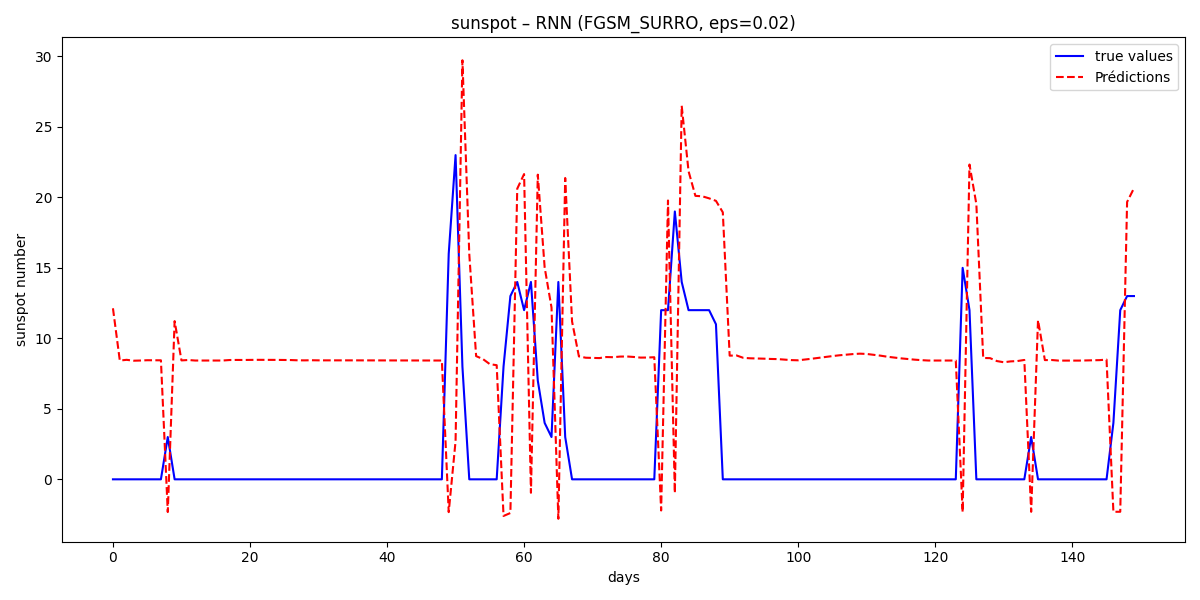 sunspot – RNN (FGSM_SURRO, eps=0.02)
true values
Prédictions
sunspot number
30
25
20
15
10
5
0
0 20 40 60 80 100 120 140
days